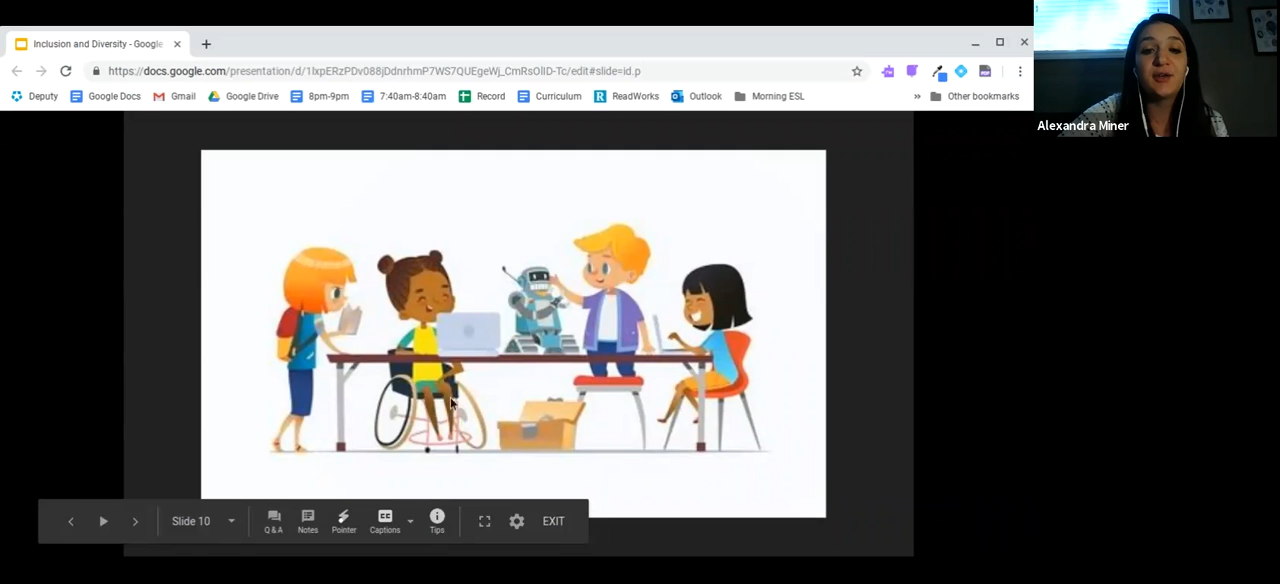 Inclusion and Diversity - Google
https://docs.google.com/presentation/d/1lxpERzPDv088jDdnrhmP7WS7QUEgeWj_CmRsOlID-Tc/edit#slide=id.p
Deputy Google Docs Gmail Google Drive 8pm-9pm 7:40am-8:40am Record Curriculum ReadWorks Outlook Morning ESL » Other bookmarks
Alexandra Miner
Slide 10 Q & A Notes Pointer Captions Tips EXIT